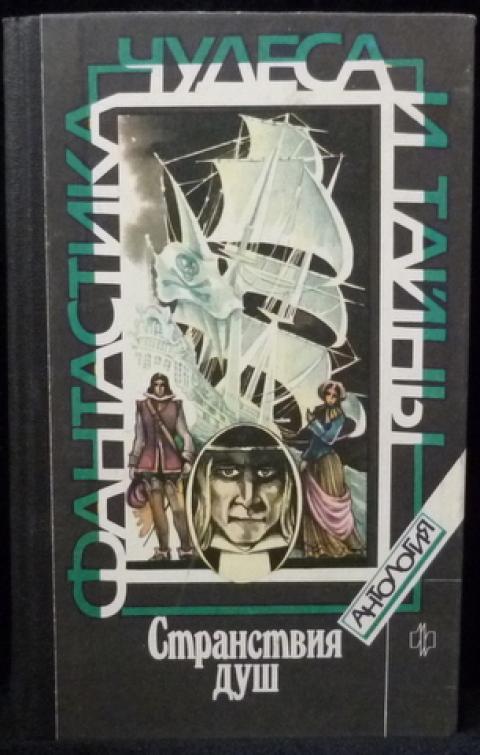 ФАНТАСТИКА
ЧУДЕСА
И ТАЙНЫ
АНТОЛОГИЯ
Странствия
душ